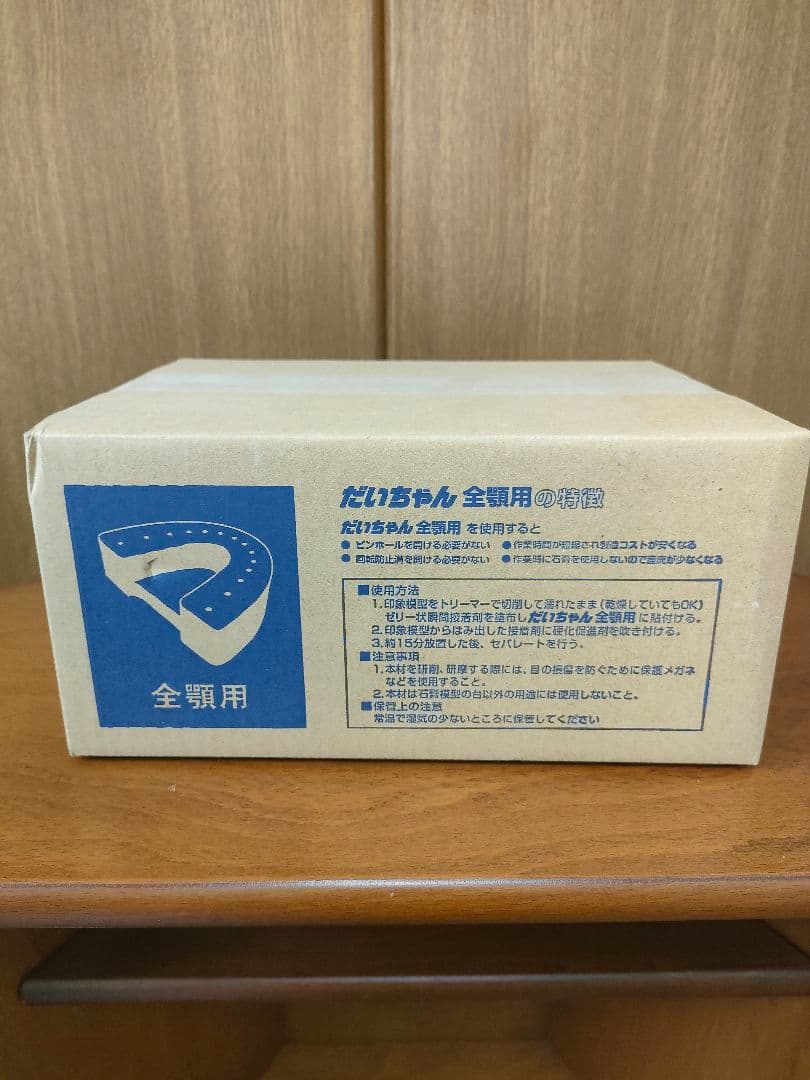 全顎用
だいちゃん 全顎用の特徴
だいちゃん 全顎用 を使用すると
● ピンホールを開ける必要がない ● 作業時間が短縮され製造コストが安くなる
● 回転防止溝を開ける必要がない ● 作業時に石膏を使用しないので産廃が少なくなる
■使用方法
1.印象模型をトリーマーで切削して濡れたまま(乾燥していてもOK)
ゼリー状瞬間接着剤を塗布しだいちゃん 全顎用に貼付ける。
2.印象模型からはみ出した接着剤に硬化促進剤を吹き付ける。
3.約15分放置した後、セパレートを行う。
■注意事項
1.本材を研削、研摩する際には、目の損傷を防ぐために保護メガネ
などを使用すること。
2.本材は石膏模型の台以外の用途には使用しないこと。
■保管上の注意
常温で湿気の少ないところに保管してください